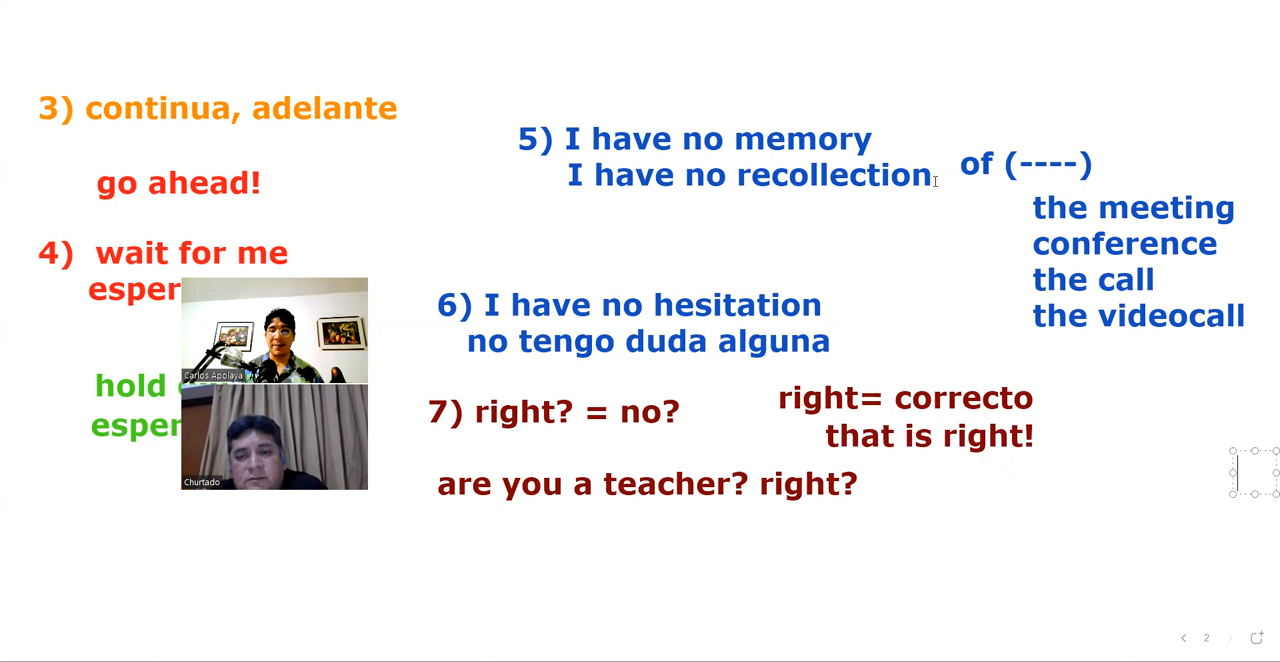 3) continua, adelante
go ahead!
4) wait for me
hold
5) I have no memory
I have no recollection
of (----)
the meeting
conference
the call
the videocall
6) I have no hesitation
no tengo duda alguna
7) right? = no?
right= correcto
that is right!
are you a teacher? right?
Carlos Apolaya
Churtado
2